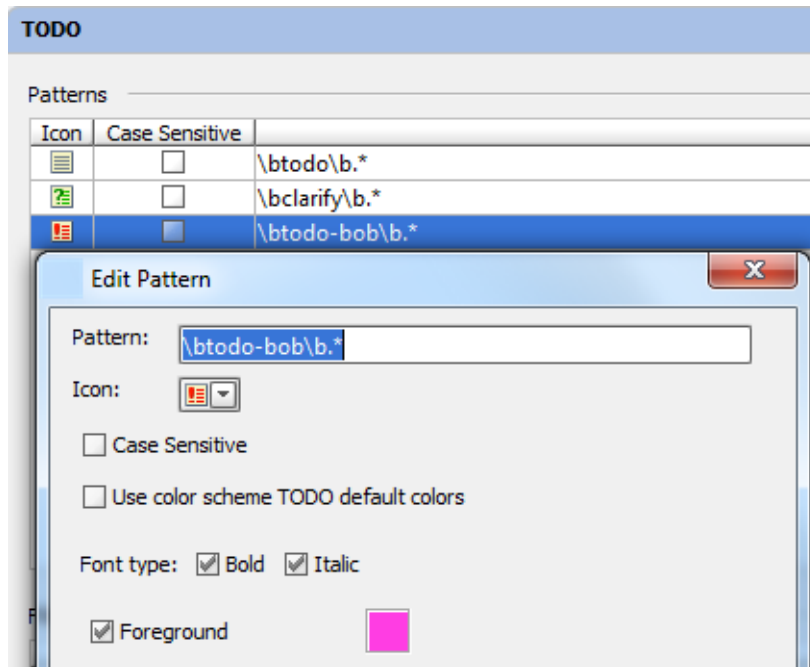 TODO
Patterns
Icon Case Sensitive
\btodo\b.*
\bclarify\b.*
\btodo-bob\b.*
Edit Pattern
Pattern: \btodo-bob\b.*
Icon:
Case Sensitive
Use color scheme TODO default colors
Font type: Bold Italic
Foreground